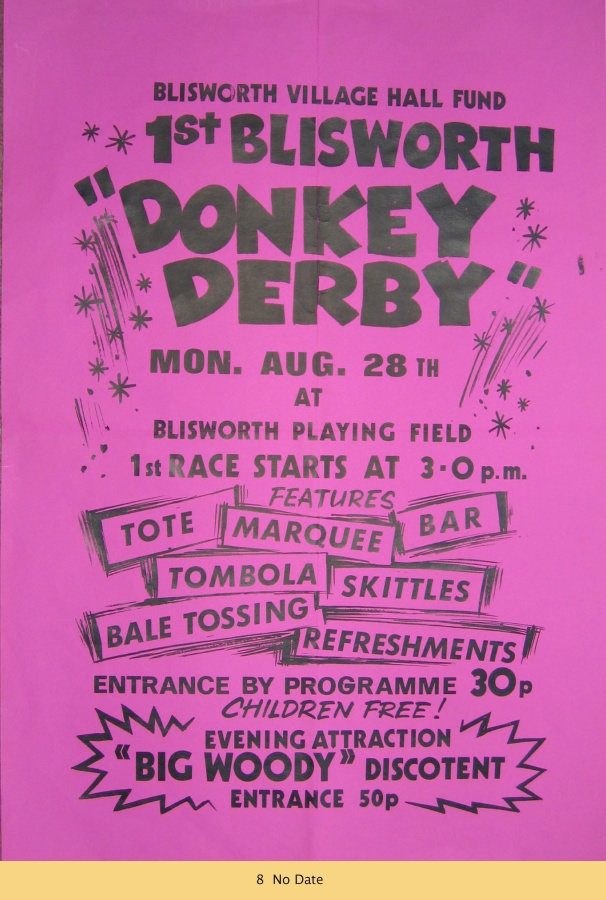 BLISWORTH VILLAGE HALL FUND
1st BLISWORTH
"DONKEY
DERBY"
MON. AUG. 28TH
AT
BLISWORTH PLAYING FIELD
1st RACE STARTS AT 3·0 p.m.
FEATURES
TOTE MARQUEE BAR
TOMBOLA SKITTLES
BALE TOSSING REFRESHMENTS
ENTRANCE BY PROGRAMME 30p
CHILDREN FREE!
EVENING ATTRACTION
"BIG WOODY" DISCOTENT
ENTRANCE 50p
8 No Date